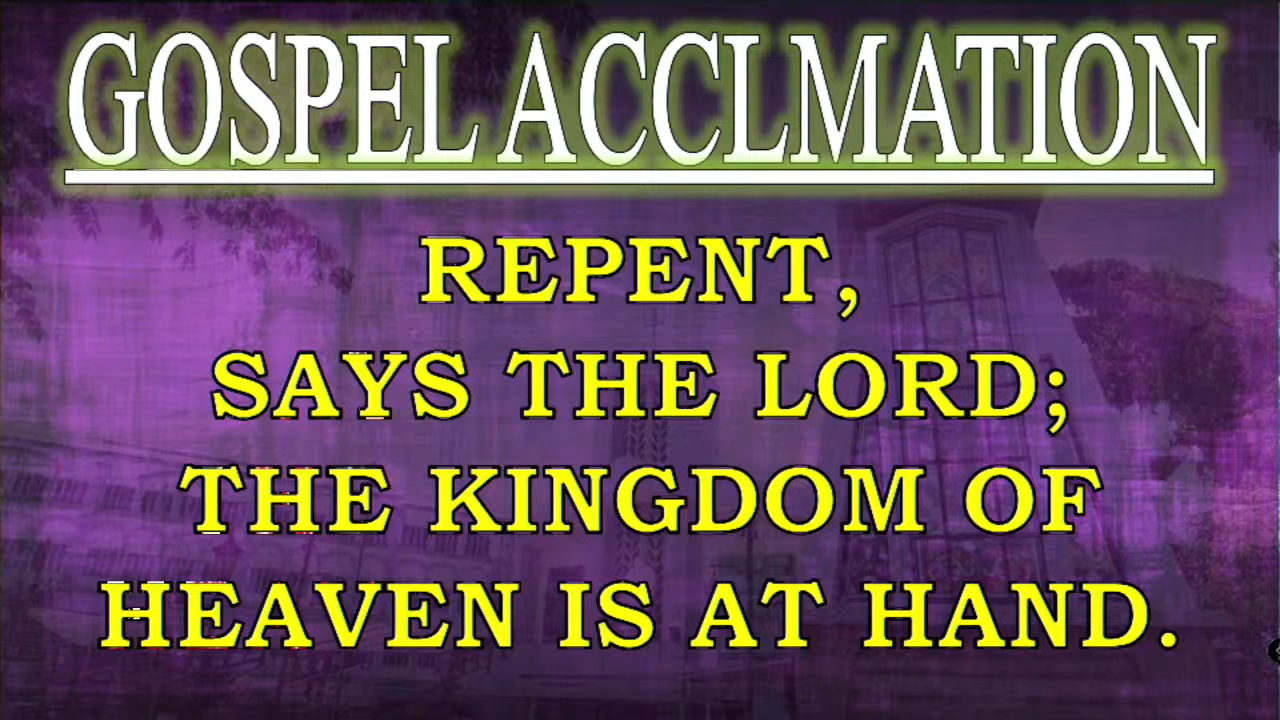 GOSPEL ACCLMATION
REPENT,
SAYS THE LORD;
THE KINGDOM OF
HEAVEN IS AT HAND.